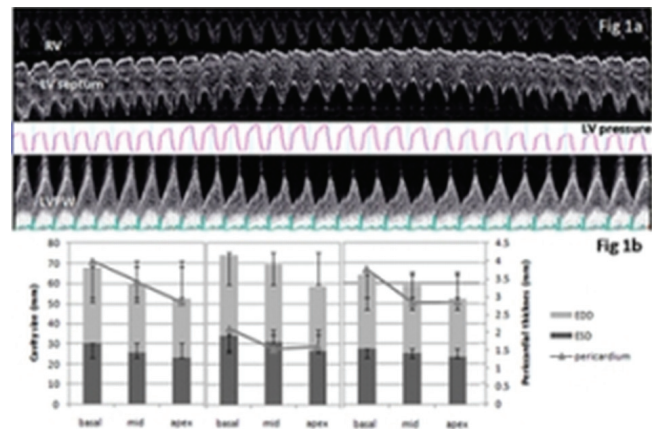 Fig 1a
RV
LV septum
LV pressure
LVPW
Fig 1b
80
70
60
50
40
30
20
10
0
Cavity size (mm)
4.5
4
3.5
3
2.5
2
1.5
1
0.5
0
Pericardial thickness (mm)
EDD
ESD
pericardium
basal mid apex basal mid apex basal mid apex